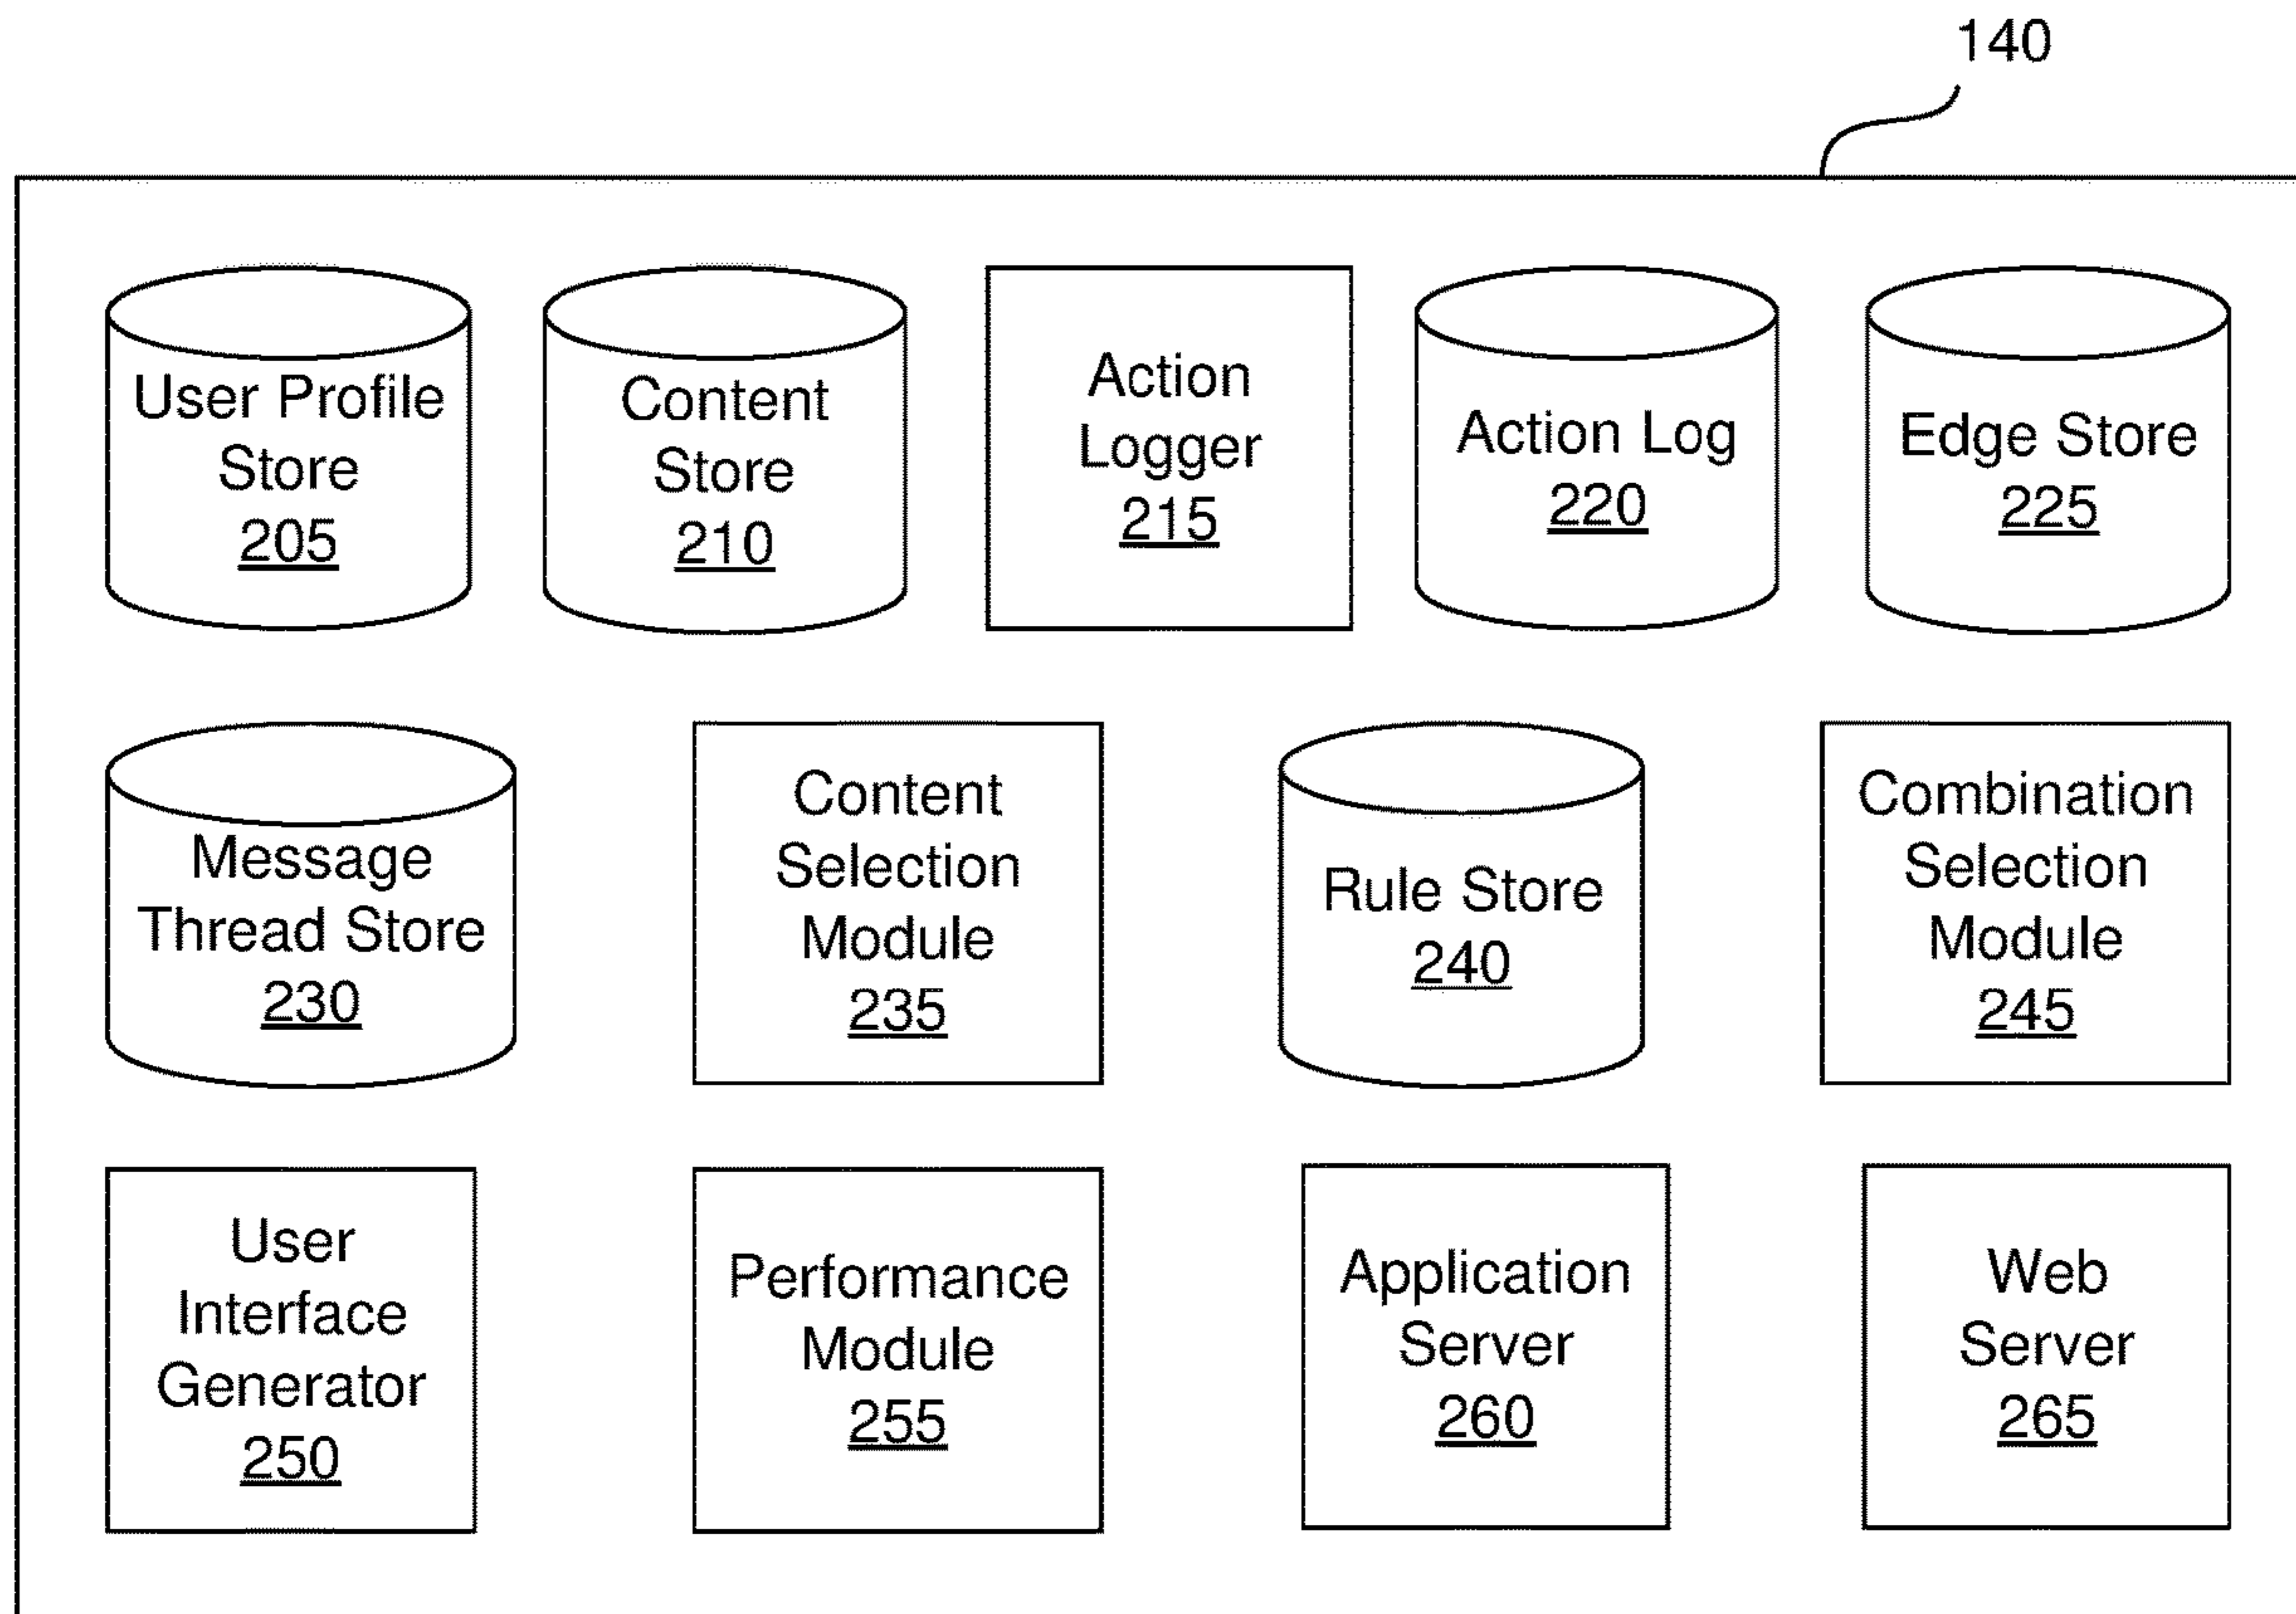 140
User Profile
Store
205
Content
Store
210
Action
Logger
215
Action Log
220
Edge Store
225
Message
Thread Store
230
Content
Selection
Module
235
Rule Store
240
Combination
Selection
Module
245
User
Interface
Generator
250
Performance
Module
255
Application
Server
260
Web
Server
265